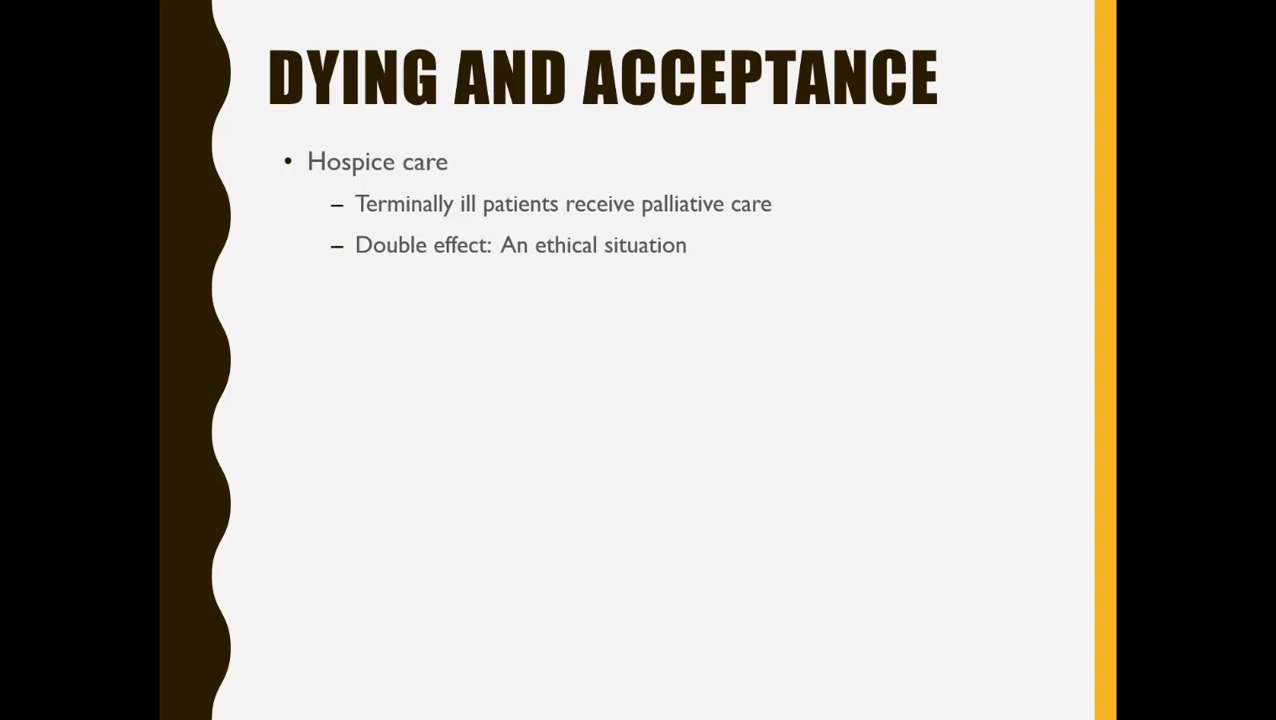 DYING AND ACCEPTANCE
• Hospice care
– Terminally ill patients receive palliative care
– Double effect: An ethical situation